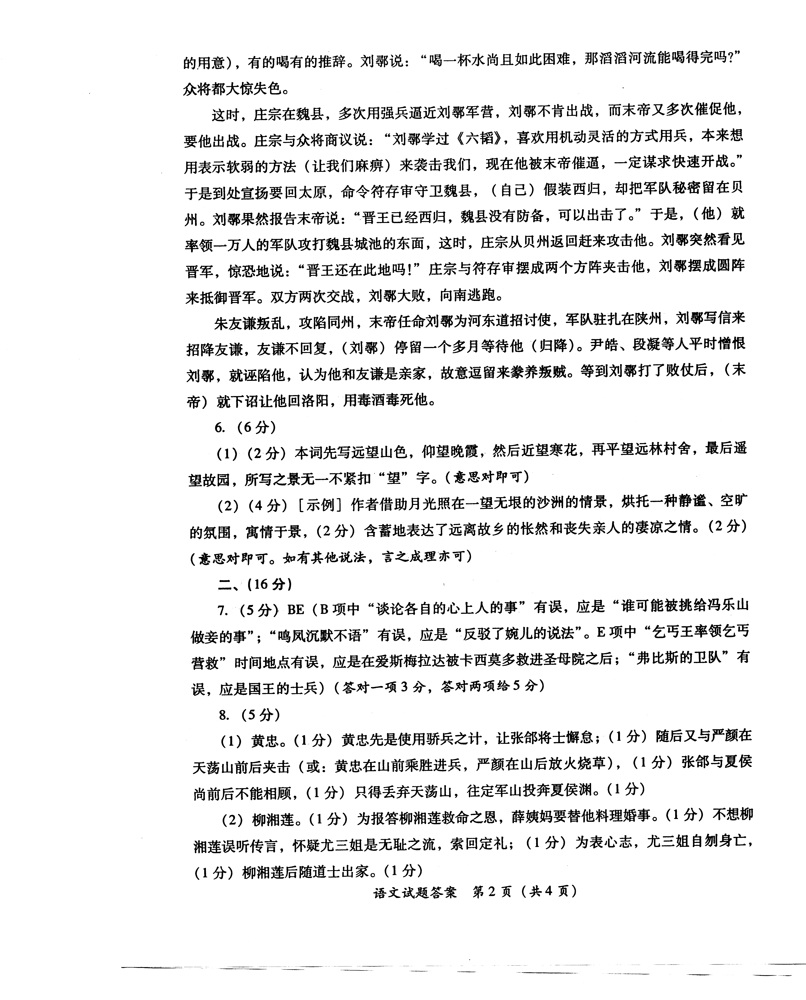 的用意），有的喝有的推辞。刘鄩说：“喝一杯水尚且如此困难，那滔滔河流能喝得完吗？”
众将都大惊失色。
这时，庄宗在魏县，多次用强兵逼近刘鄩军营，刘鄩不肯出战，而末帝又多次催促他，
要他出战。庄宗与众将商议说：“刘鄩学过《六韬》，喜欢用机动灵活的方式用兵，本来想
用表示软弱的方法（让我们麻痹）来袭击我们，现在他被末帝催逼，一定谋求快速开战。”
于是到处宣扬要回太原，命令符存审守卫魏县，（自己）假装西归，却把军队秘密留在贝
州。刘鄩果然报告末帝说：“晋王已经西归，魏县没有防备，可以出击了。”于是，（他）就
率领一万人的军队攻打魏县城池的东面，这时，庄宗从贝州返回赶来攻击他。刘鄩突然看见
晋军，惊恐地说：“晋王还在此地吗！”庄宗与符存审摆成两个方阵夹击他，刘鄩摆成圆阵
来抵御晋军。双方两次交战，刘鄩大败，向南逃跑。
朱友谦叛乱，攻陷同州，末帝任命刘鄩为河东道招讨使，军队驻扎在陕州，刘鄩写信来
招降友谦，友谦不回复，（刘鄩）停留一个多月等待他（归降）。尹皓、段凝等人平时憎恨
刘鄩，就诬陷他，认为他和友谦是亲家，故意逗留来豢养叛贼。等到刘鄩打了败仗后，（末
帝）就下诏让他回洛阳，用毒酒毒死他。
6.（6 分）
（1）（2 分）本词先写远望山色，仰望晚霞，然后近望寒花，再平望远林村舍，最后遥
望故园，所写之景无一不紧扣“望”字。（意思对即可）
（2）（4 分）［示例］作者借助月光照在一望无垠的沙洲的情景，烘托一种静谧、空旷
的氛围，寓情于景，（2 分）含蓄地表达了远离故乡的怅然和丧失亲人的凄凉之情。（2 分）
（意思对即可。如有其他说法，言之成理亦可）
二、（16 分）
7.（5 分）BE（B 项中“谈论各自的心上人的事”有误，应是“谁可能被挑给冯乐山
做妾的事”；“鸣凤沉默不语”有误，应是“反驳了婉儿的说法”。E 项中“乞丐王率领乞丐
营救”时间地点有误，应是在爱斯梅拉达被卡西莫多救进圣母院之后；“弗比斯的卫队”有
误，应是国王的士兵）（答对一项 3 分，答对两项给 5 分）
8.（5 分）
（1）黄忠。（1 分）黄忠先是使用骄兵之计，让张郃将士懈怠；（1 分）随后又与严颜在
天荡山前后夹击（或：黄忠在山前乘胜进兵，严颜在山后放火烧草），（1 分）张郃与夏侯
尚前后不能相顾，（1 分）只得丢弃天荡山，往定军山投奔夏侯渊。（1 分）
（2）柳湘莲。（1 分）为报答柳湘莲救命之恩，薛姨妈要替他料理婚事。（1 分）不想柳
湘莲误听传言，怀疑尤三姐是无耻之流，索回定礼；（1 分）为表心志，尤三姐自刎身亡，
（1 分）柳湘莲后随道士出家。（1 分）
语文试题答案　第 2 页（共 4 页）